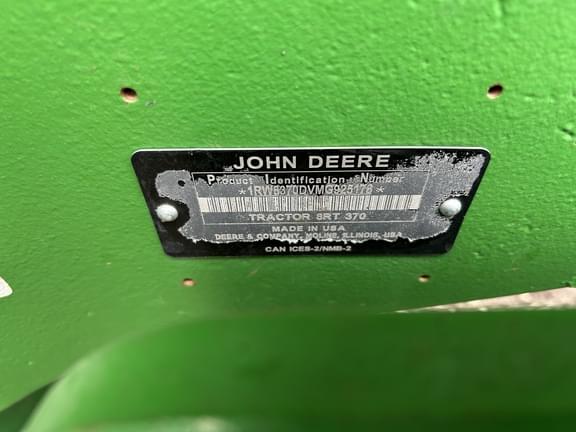 JOHN DEERE
Product Identification Number
*1RW8370DVMG925178*
TRACTOR 8RT 370
MADE IN USA
DEERE & COMPANY, MOLINE, ILLINOIS, USA
CAN ICES-2/NMB-2